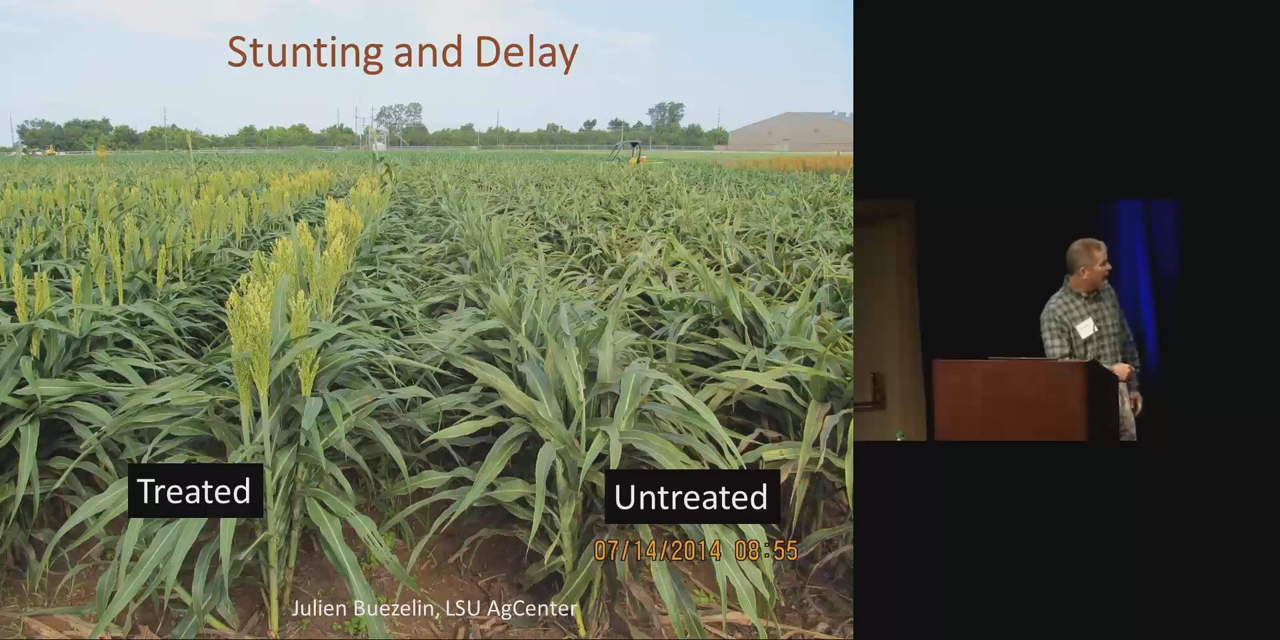 Stunting and Delay
Treated
Untreated
07/14/2014 08:55
Julien Buezelin, LSU AgCenter